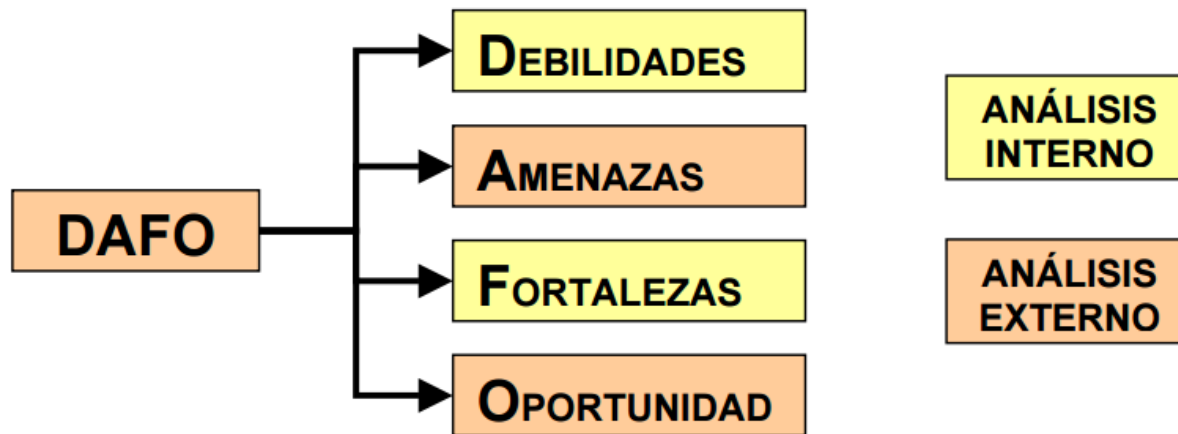 DEBILIDADES
ANÁLISIS
INTERNO
AMENAZAS
DAFO
FORTALEZAS
ANÁLISIS
EXTERNO
OPORTUNIDAD